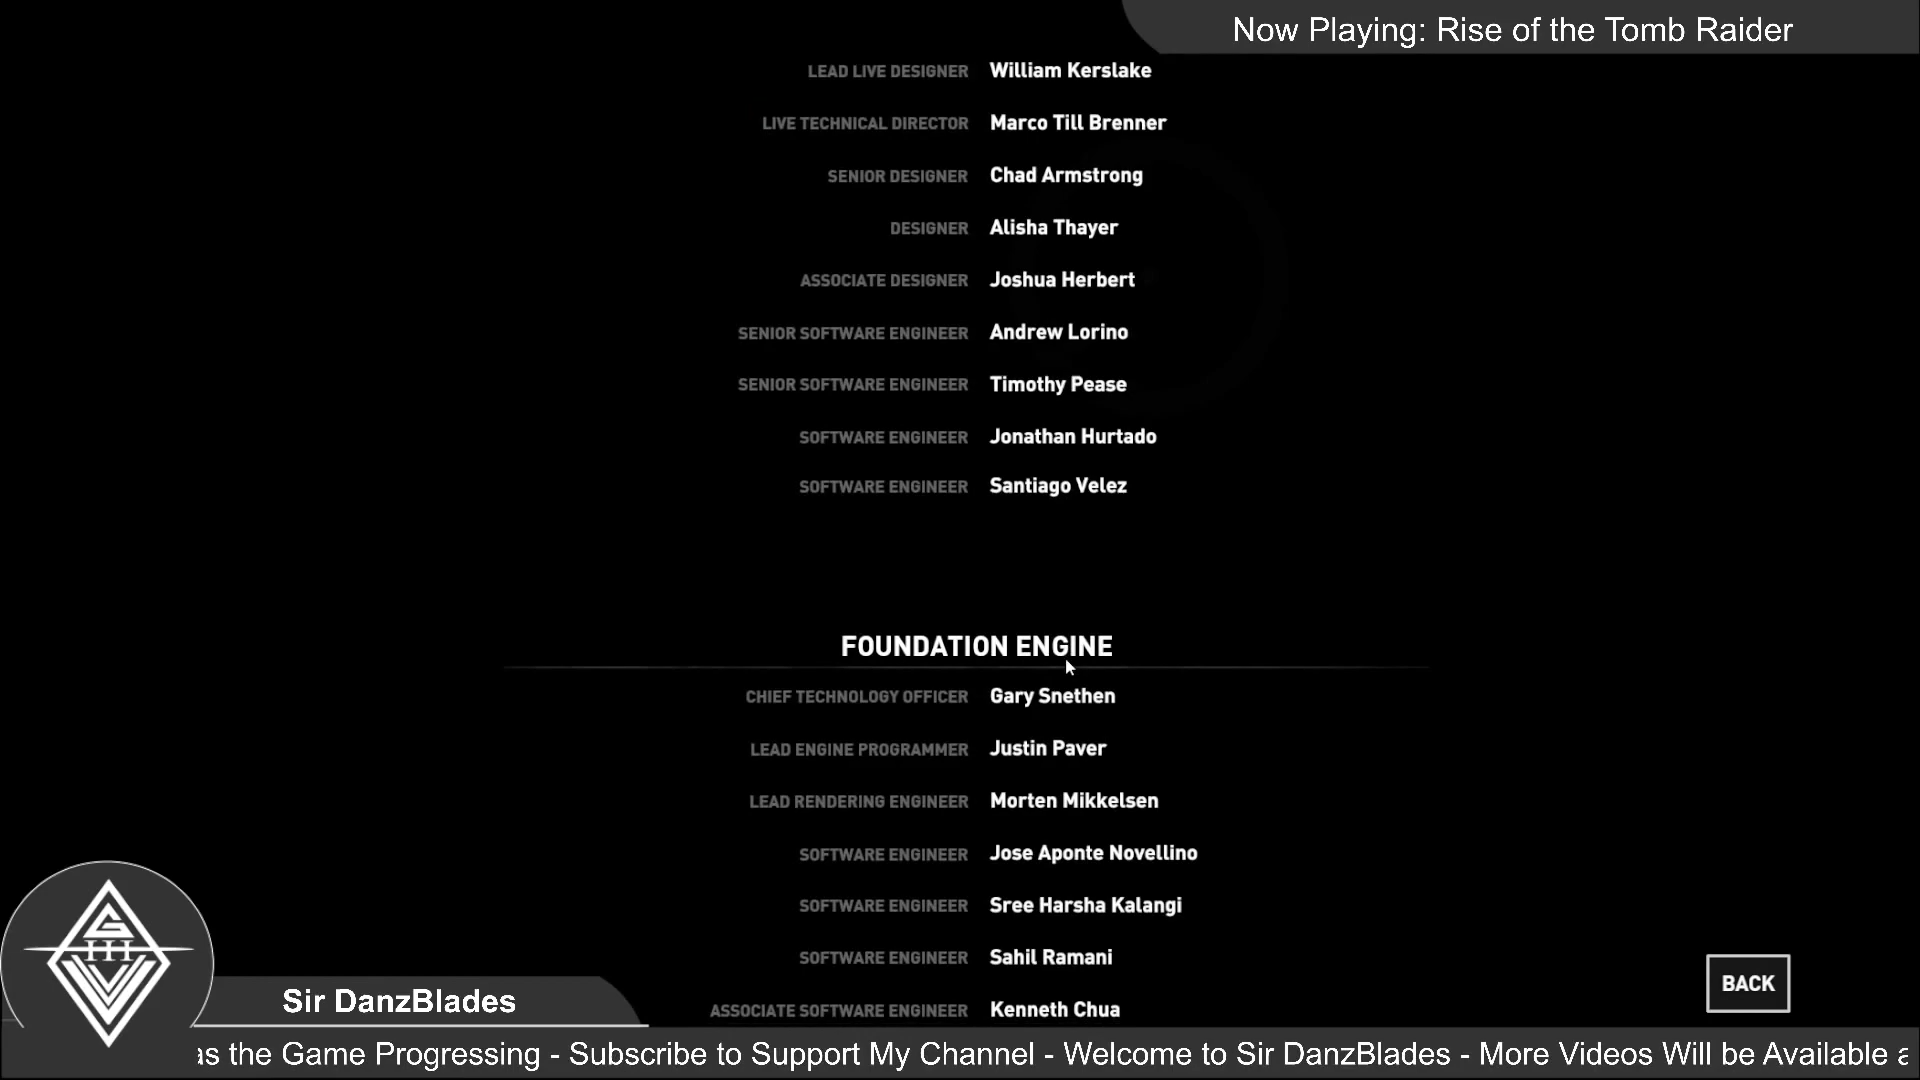 Now Playing: Rise of the Tomb Raider
LEAD LIVE DESIGNER William Kerslake
LIVE TECHNICAL DIRECTOR Marco Till Brenner
SENIOR DESIGNER Chad Armstrong
DESIGNER Alisha Thayer
ASSOCIATE DESIGNER Joshua Herbert
SENIOR SOFTWARE ENGINEER Andrew Lorino
SENIOR SOFTWARE ENGINEER Timothy Pease
SOFTWARE ENGINEER Jonathan Hurtado
SOFTWARE ENGINEER Santiago Velez
FOUNDATION ENGINE
CHIEF TECHNOLOGY OFFICER Gary Snethen
LEAD ENGINE PROGRAMMER Justin Paver
LEAD RENDERING ENGINEER Morten Mikkelsen
SOFTWARE ENGINEER Jose Aponte Novellino
SOFTWARE ENGINEER Sree Harsha Kalangi
SOFTWARE ENGINEER Sahil Ramani
BACK
Sir DanzBlades
ASSOCIATE SOFTWARE ENGINEER Kenneth Chua
as the Game Progressing - Subscribe to Support My Channel - Welcome to Sir DanzBlades - More Videos Will be Available